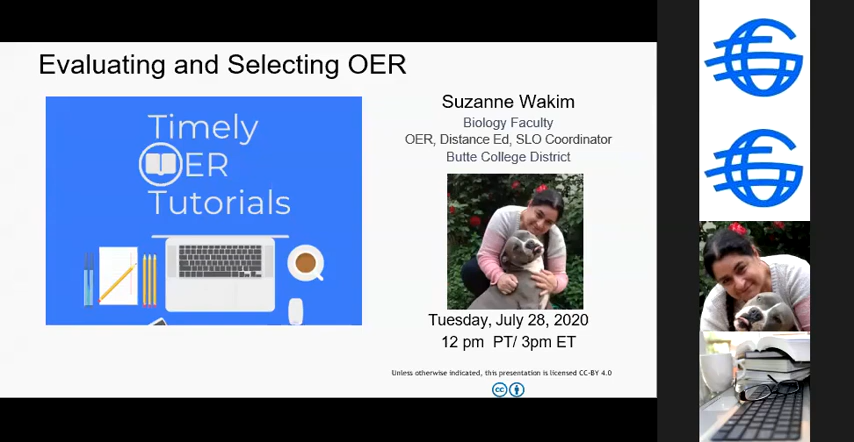 Evaluating and Selecting OER
Timely
OER
Tutorials
Suzanne Wakim
Biology Faculty
OER, Distance Ed, SLO Coordinator
Butte College District
Tuesday, July 28, 2020
12 pm  PT/ 3pm ET
Unless otherwise indicated, this presentation is licensed CC-BY 4.0
cc